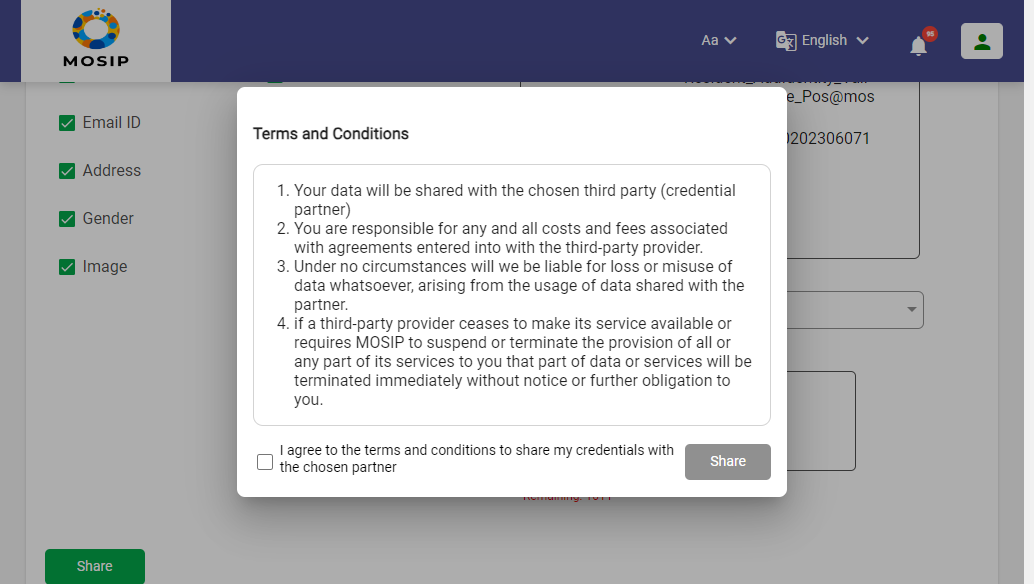 MOSIP
Aa
English
95
e_Pos@mos
Email ID
0202306071
Address
Gender
Image
Terms and Conditions
1. Your data will be shared with the chosen third party (credential
partner)
2. You are responsible for any and all costs and fees associated
with agreements entered into with the third-party provider.
3. Under no circumstances will we be liable for loss or misuse of
data whatsoever, arising from the usage of data shared with the
partner.
4. if a third-party provider ceases to make its service available or
requires MOSIP to suspend or terminate the provision of all or
any part of its services to you that part of data or services will be
terminated immediately without notice or further obligation to
you.
I agree to the terms and conditions to share my credentials with
the chosen partner
Share
Share